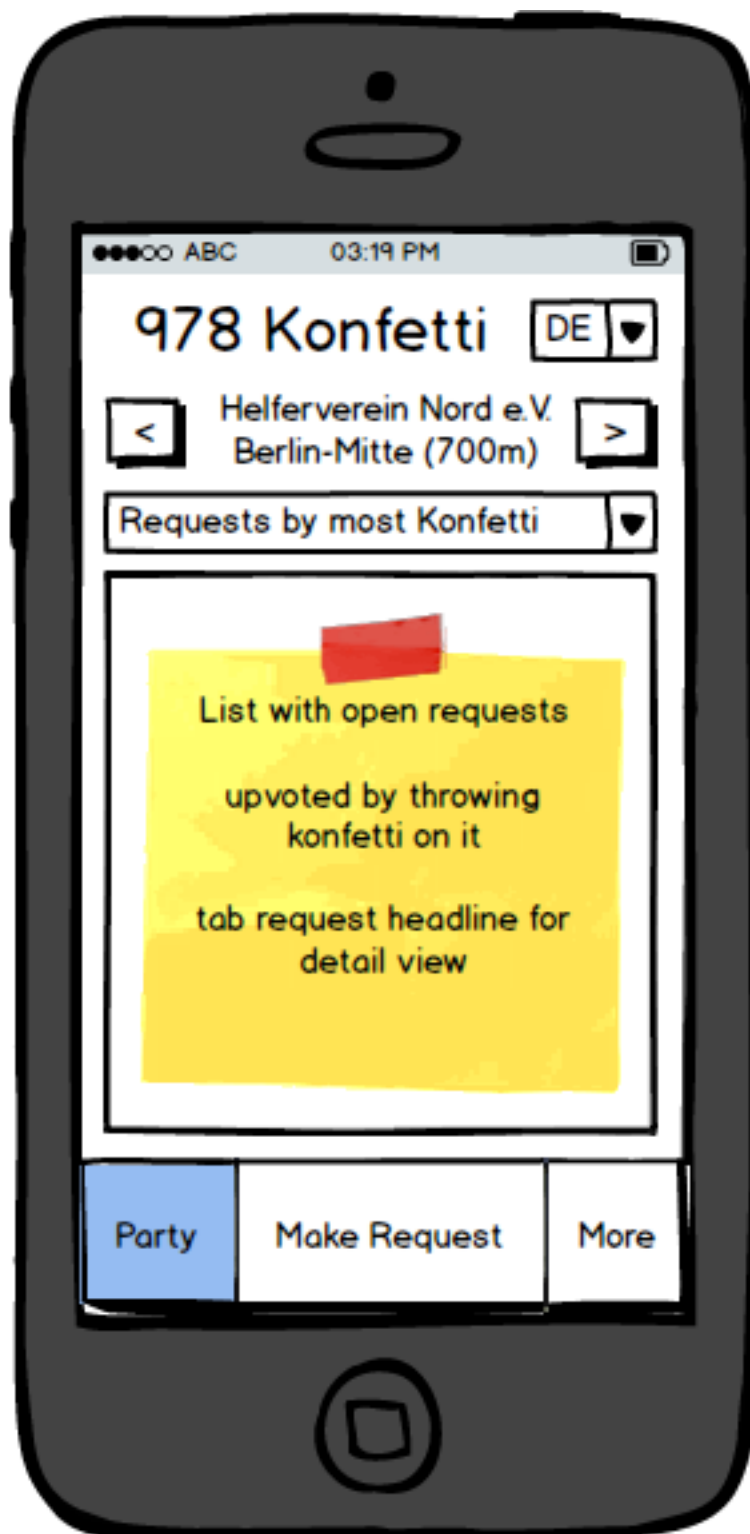 ABC 03:19 PM
978 Konfetti DE
< Helferverein Nord e.V. >
Berlin-Mitte (700m)
Requests by most Konfetti
List with open requests
upvoted by throwing
konfetti on it
tab request headline for
detail view
Party Make Request More